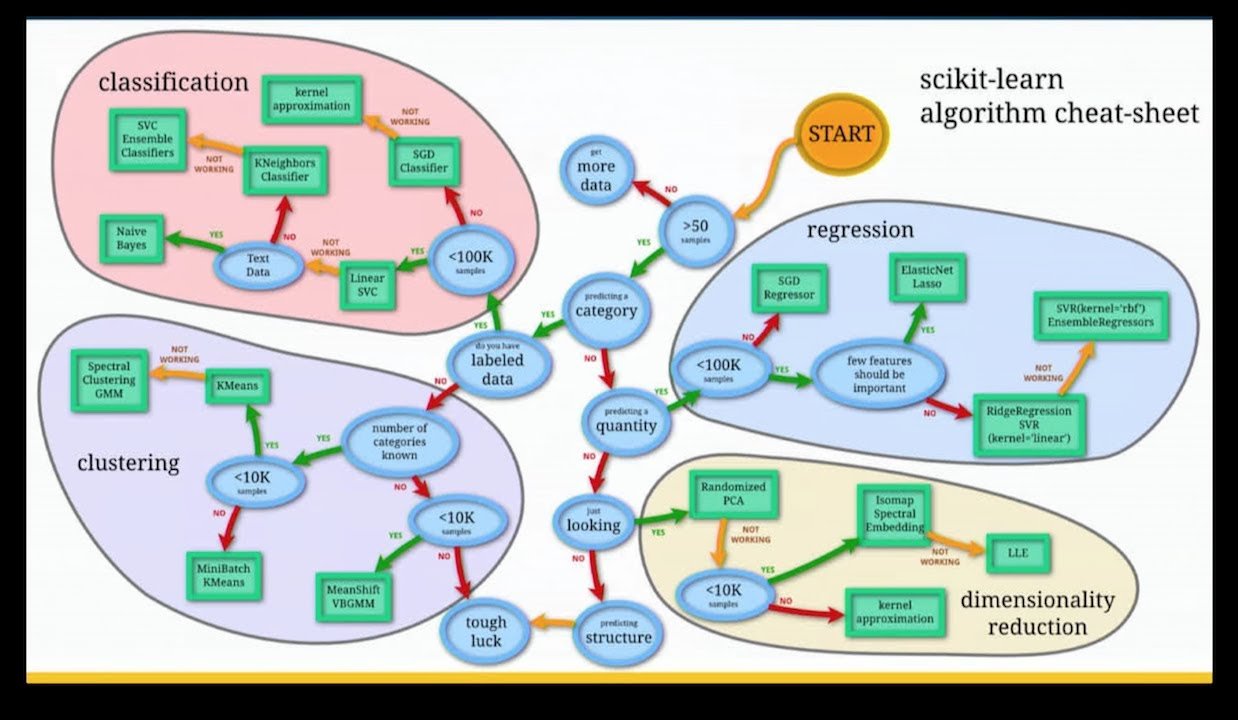 scikit-learn
algorithm cheat-sheet
START
get
more
data
NO
>50
samples
YES
predicting a
category
YES
NO
do you have
labeled
data
YES
NO
predicting a
quantity
YES
NO
just
looking
YES
NO
predicting
structure
tough
luck
classification
kernel
approximation
NOT
WORKING
SGD
Classifier
NO
<100K
samples
YES
Linear
SVC
NOT
WORKING
Text
Data
YES
NO
Naive
Bayes
KNeighbors
Classifier
NOT
WORKING
SVC
Ensemble
Classifiers
regression
<100K
samples
NO
SGD
Regressor
YES
few features
should be
important
YES
ElasticNet
Lasso
NO
RidgeRegression
SVR
(kernel='linear')
NOT
WORKING
SVR(kernel='rbf')
EnsembleRegressors
clustering
number of
categories
known
YES
NO
<10K
samples
YES
KMeans
NOT
WORKING
Spectral
Clustering
GMM
NO
MiniBatch
KMeans
<10K
samples
YES
MeanShift
VBGMM
NO
dimensionality
reduction
Randomized
PCA
NOT
WORKING
<10K
samples
YES
Isomap
Spectral
Embedding
NOT
WORKING
LLE
NO
kernel
approximation